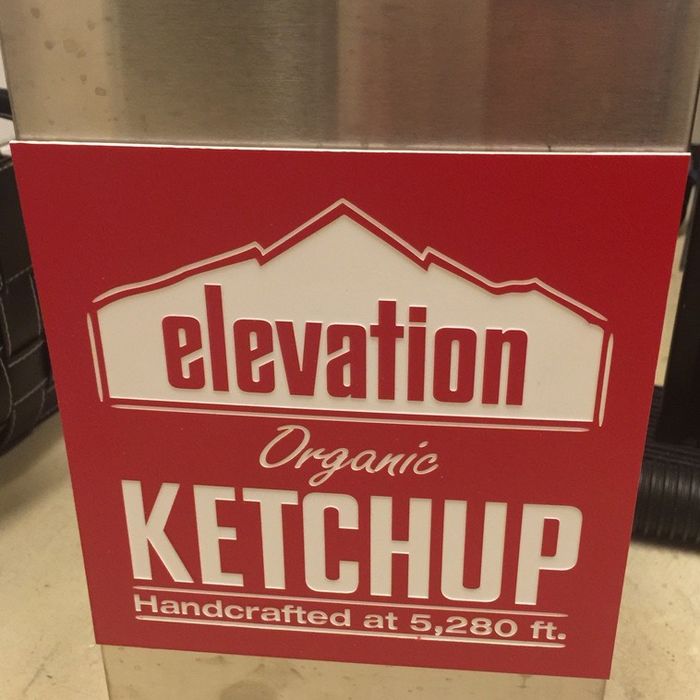 elevation
Organic
KETCHUP
Handcrafted at 5,280 ft.